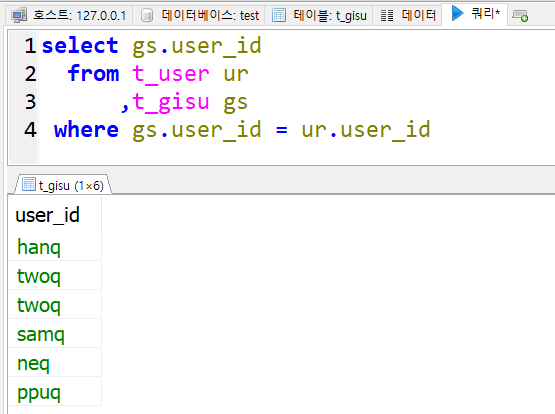 호스트: 127.0.0.1 데이터베이스: test 테이블: t_gisu 데이터 쿼리*
1 select gs.user_id
2 from t_user ur
3 ,t_gisu gs
4 where gs.user_id = ur.user_id
t_gisu (1×6)
user_id
hanq
twoq
twoq
samq
neq
ppuq